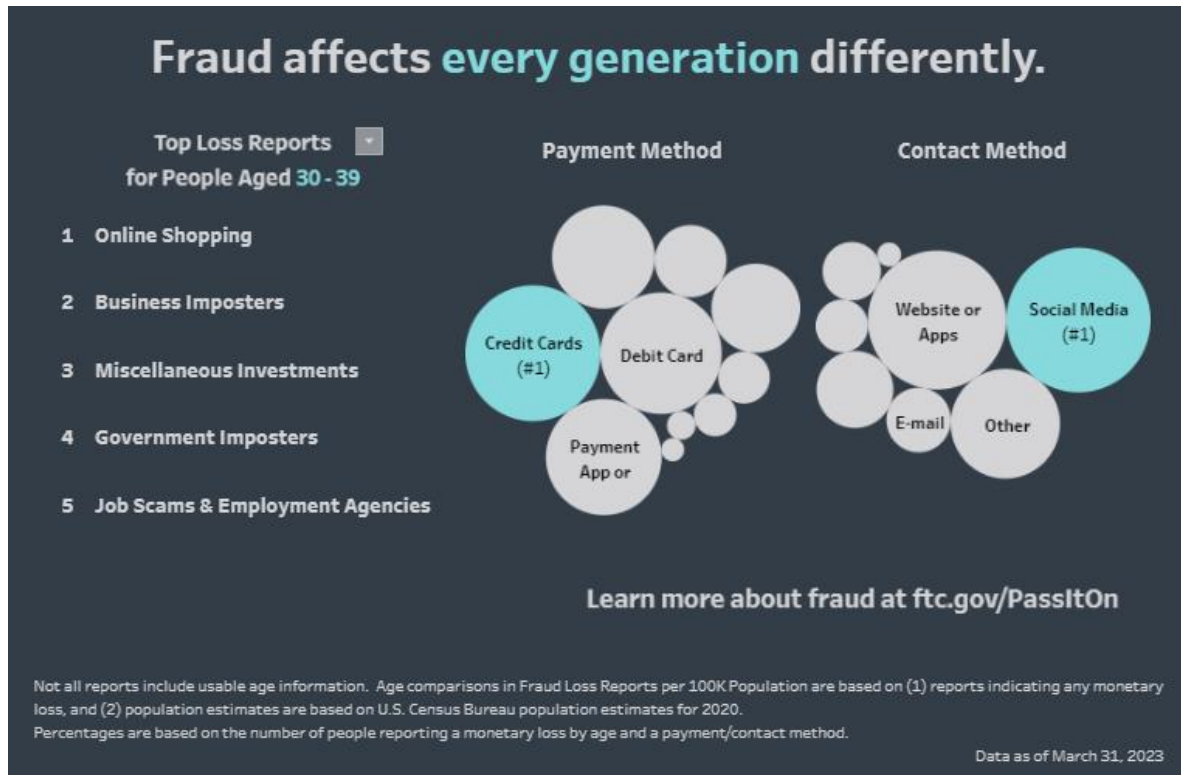 Fraud affects every generation differently.
Top Loss Reports
for People Aged 30 - 39
1 Online Shopping
2 Business Imposters
3 Miscellaneous Investments
4 Government Imposters
5 Job Scams & Employment Agencies
Payment Method
Credit Cards
(#1)
Debit Card
Payment
App or
Contact Method
Website or
Apps
Social Media
(#1)
E-mail
Other
Learn more about fraud at ftc.gov/PassItOn
Not all reports include usable age information. Age comparisons in Fraud Loss Reports per 100K Population are based on (1) reports indicating any monetary
loss, and (2) population estimates are based on U.S. Census Bureau population estimates for 2020.
Percentages are based on the number of people reporting a monetary loss by age and a payment/contact method.
Data as of March 31, 2023